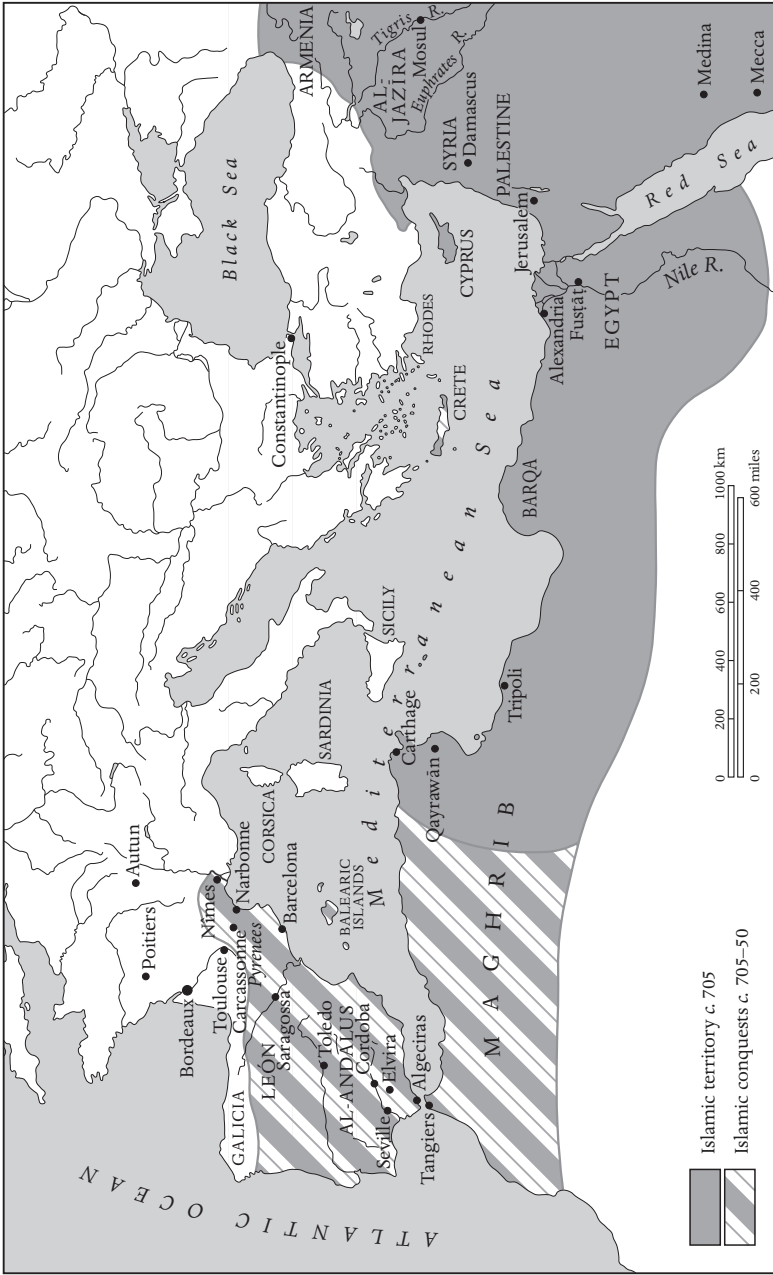 ATLANTIC OCEAN
GALICIA
LEÓN
Saragossa
Toledo
AL-ANDALUS
Cordoba
Elvira
Seville
Algeciras
Tangiers
Bordeaux
Poitiers
Autun
Toulouse
Carcassonne
Pyrenées
Nîmes
Narbonne
Barcelona
CORSICA
SARDINIA
BALEARIC
ISLANDS
Mediterranean Sea
SICILY
Carthage
Qayrawān
MAGHRIB
Tripoli
BARQA
Constantinople
Black Sea
RHODES
CRETE
CYPRUS
ARMENIA
Tigris R.
AL-
JAZĪRA
Mosul
Euphrates R.
SYRIA
Damascus
PALESTINE
Jerusalem
Alexandria
Fusṭāṭ
EGYPT
Nile R.
Red Sea
Medina
Mecca
Islamic territory c. 705
Islamic conquests c. 705–50
0 200 400 600 800 1000 km
0 200 400 600 miles